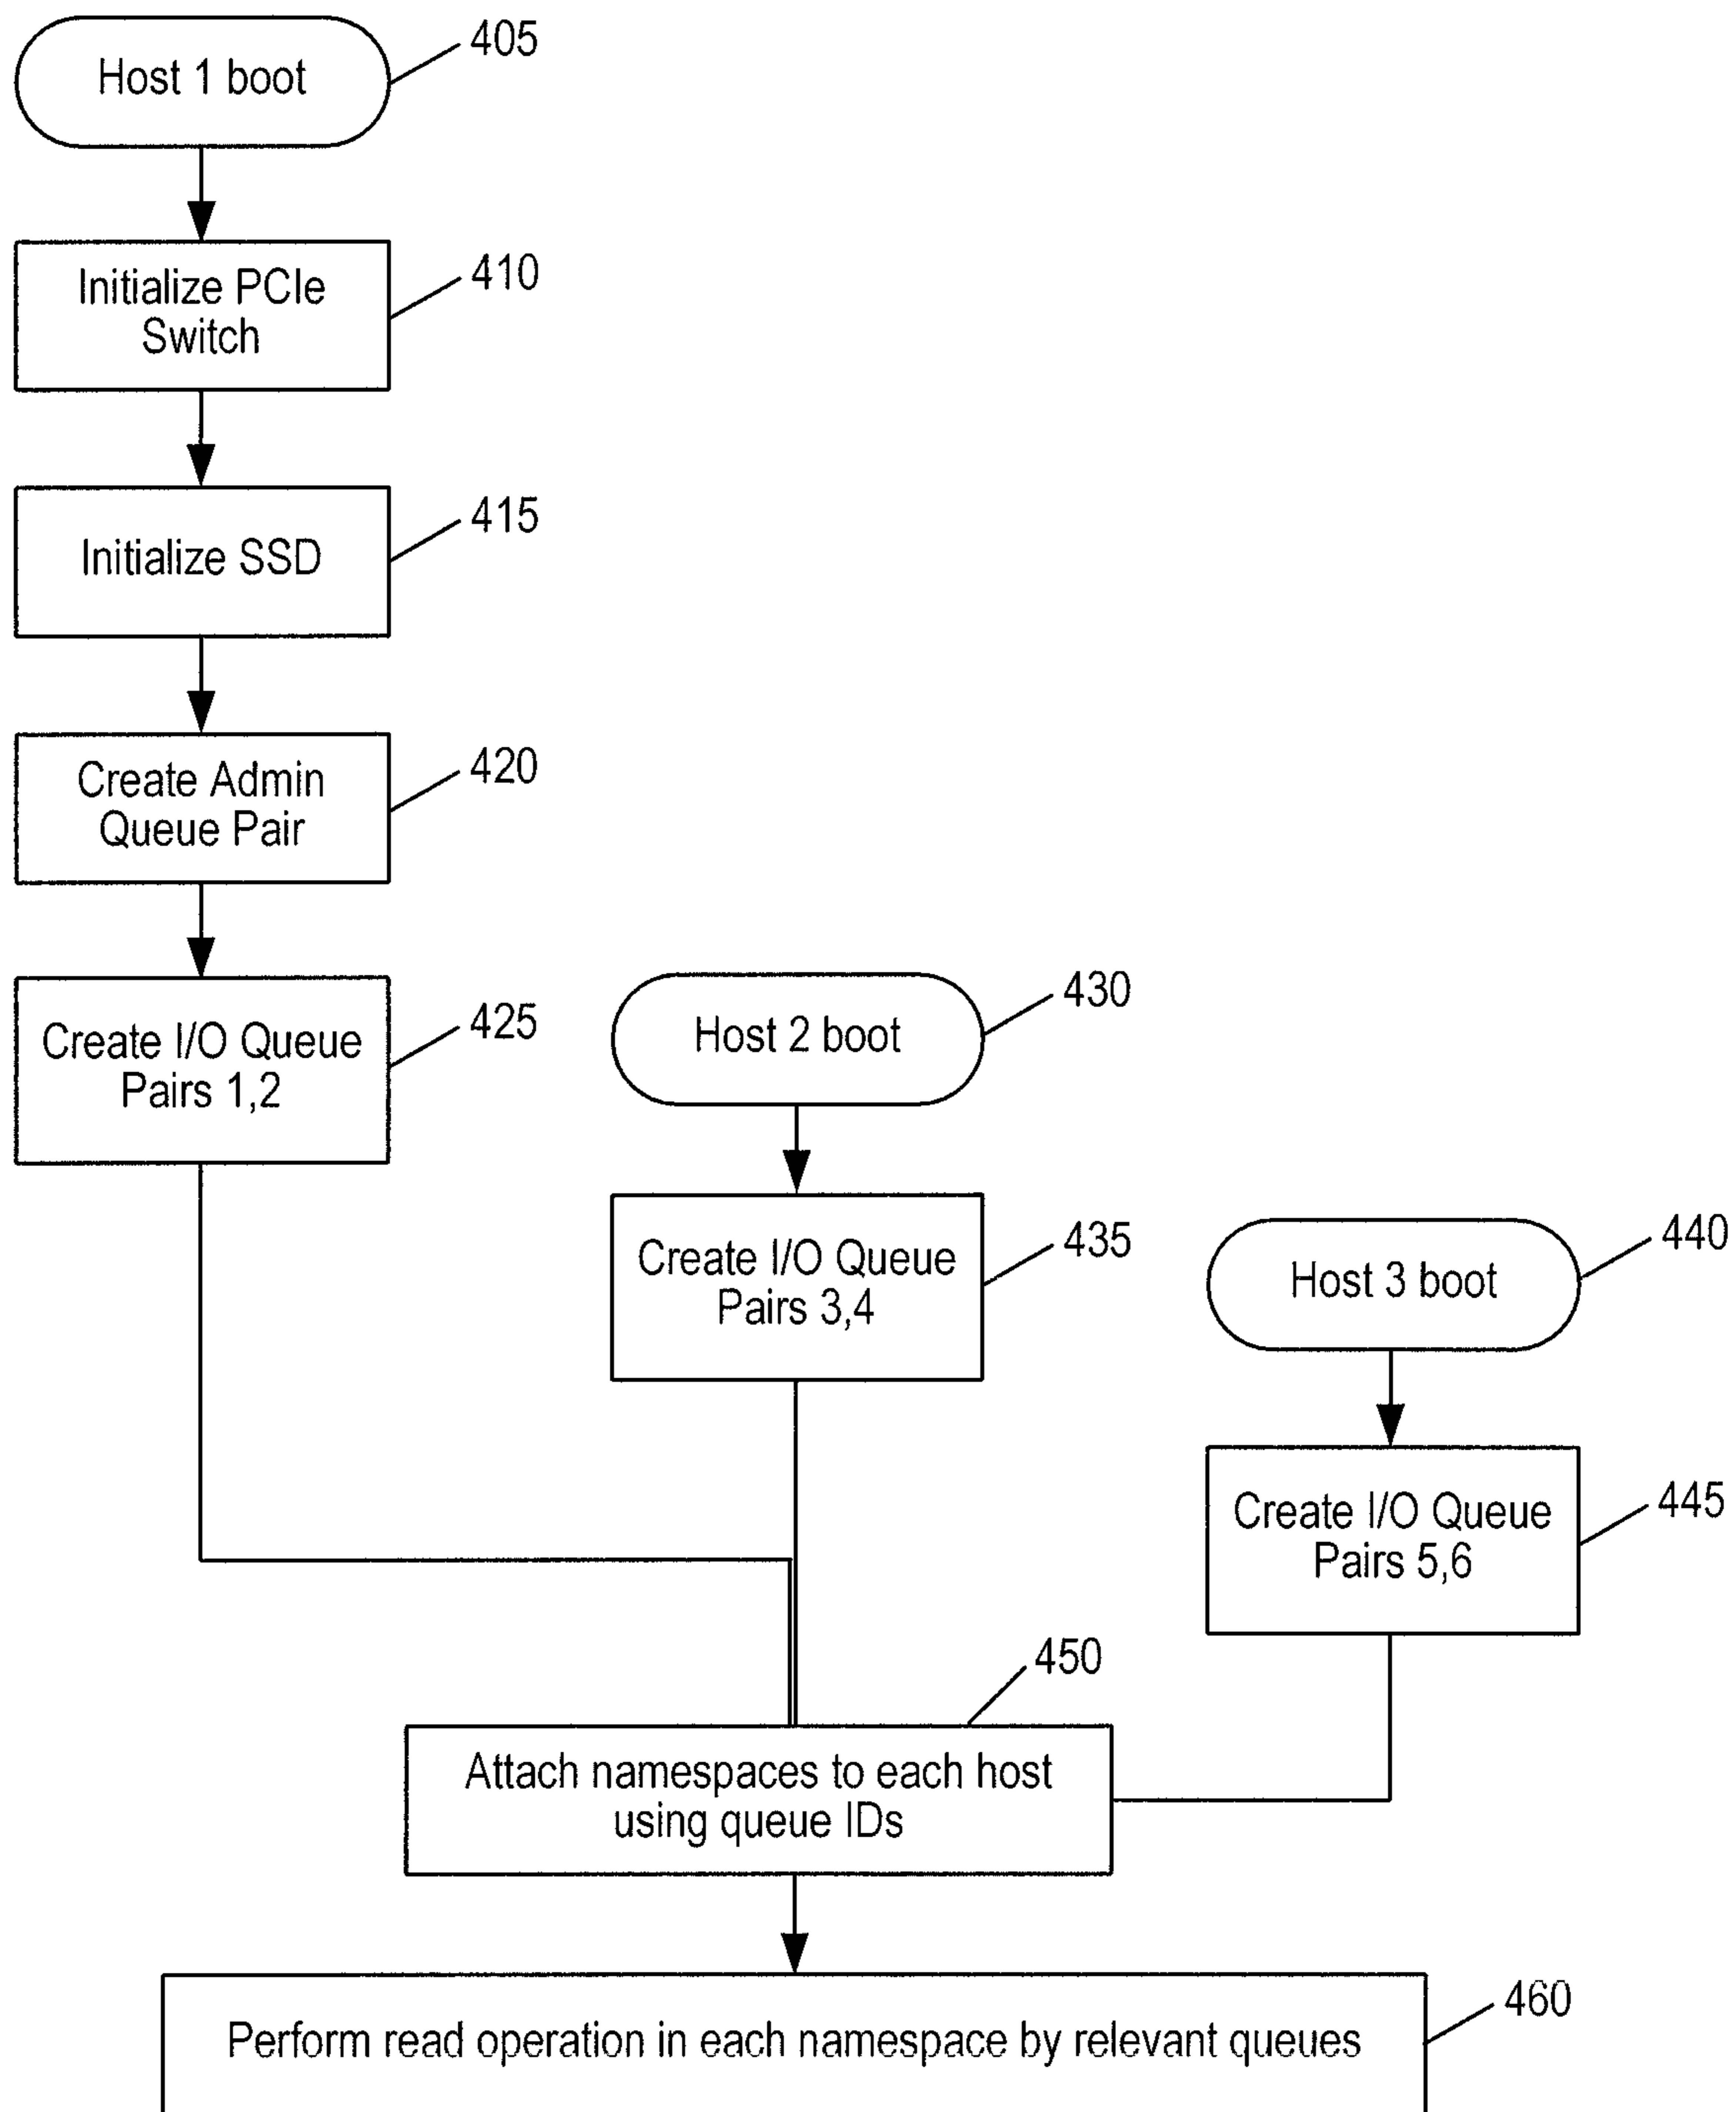 Host 1 boot
405
Initialize PCIe
Switch
410
Initialize SSD
415
Create Admin
Queue Pair
420
Create I/O Queue
Pairs 1,2
425
Host 2 boot
430
Create I/O Queue
Pairs 3,4
435
Host 3 boot
440
Create I/O Queue
Pairs 5,6
445
450
Attach namespaces to each host
using queue IDs
460
Perform read operation in each namespace by relevant queues